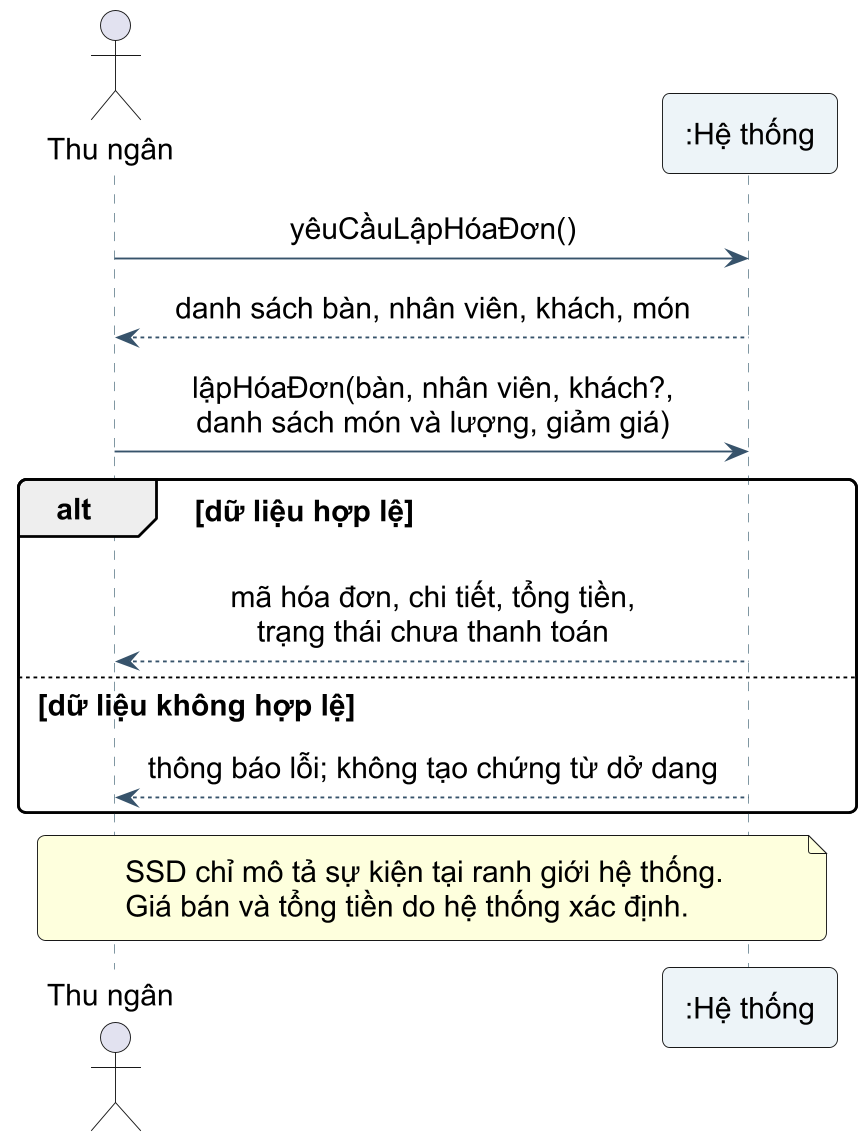 Thu ngân
:Hệ thống
yêuCầuLậpHóaĐơn()
danh sách bàn, nhân viên, khách, món
lậpHóaĐơn(bàn, nhân viên, khách?,
danh sách món và lượng, giảm giá)
alt [dữ liệu hợp lệ]
mã hóa đơn, chi tiết, tổng tiền,
trạng thái chưa thanh toán
[dữ liệu không hợp lệ]
thông báo lỗi; không tạo chứng từ dở dang
SSD chỉ mô tả sự kiện tại ranh giới hệ thống.
Giá bán và tổng tiền do hệ thống xác định.
Thu ngân
:Hệ thống